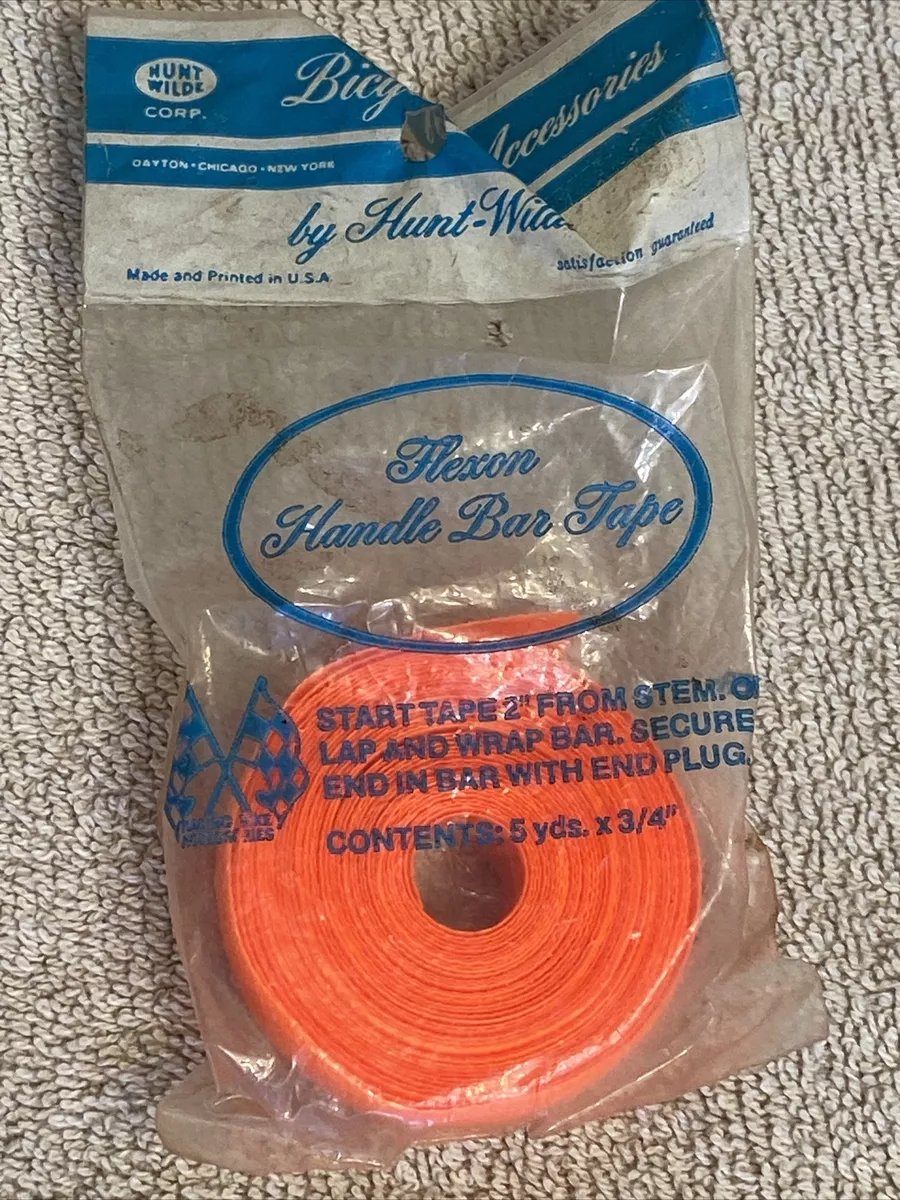 HUNT
WILDE
CORP.
Bicy
Accessories
DAYTON • CHICAGO • NEW YORK
by Hunt-Wilde
satisfaction guaranteed
Made and Printed in U.S.A.
Flexon
Handle Bar Tape
START TAPE 2" FROM STEM. O
LAP AND WRAP BAR. SECURE
END IN BAR WITH END PLUG.
CONTENTS: 5 yds. x 3/4"